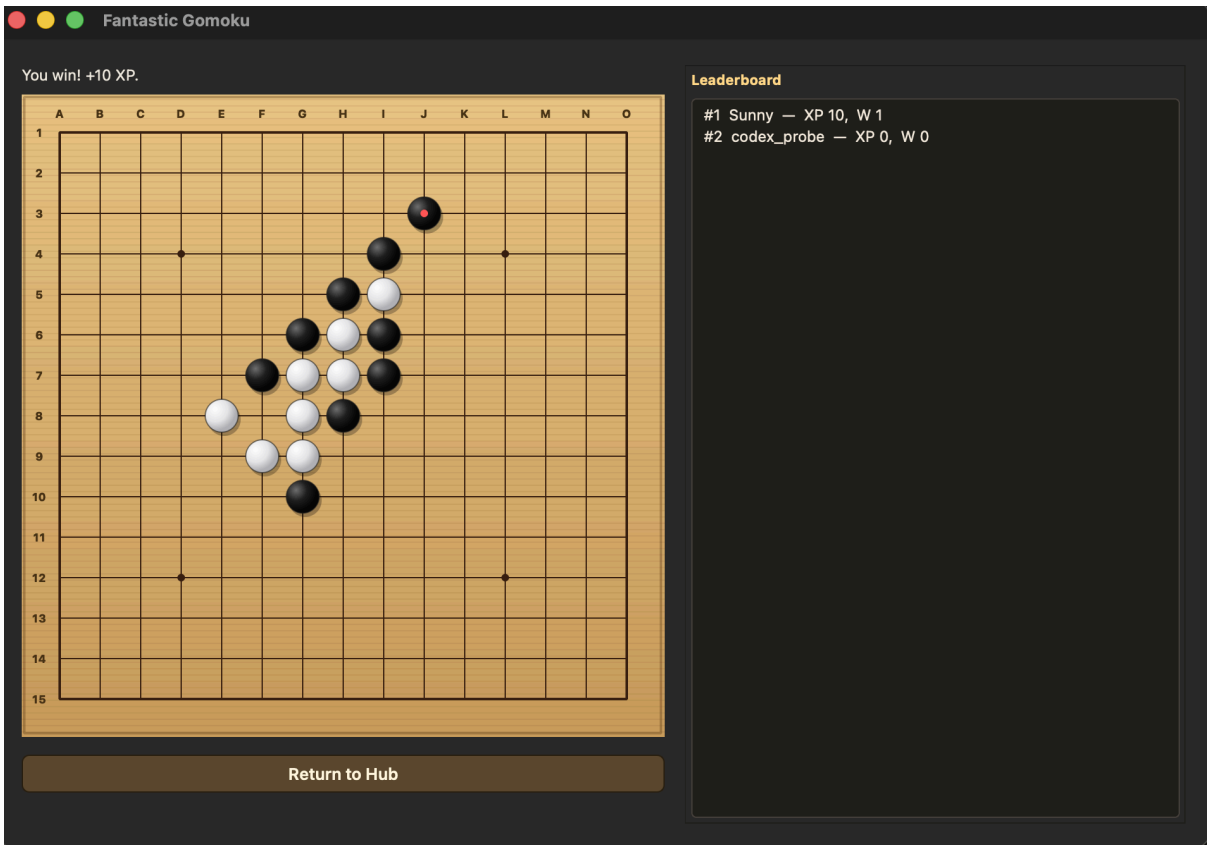 Fantastic Gomoku
You win! +10 XP.
A B C D E F G H I J K L M N O
1
2
3
4
5
6
7
8
9
10
11
12
13
14
15
Return to Hub
Leaderboard
#1 Sunny — XP 10, W 1
#2 codex_probe — XP 0, W 0